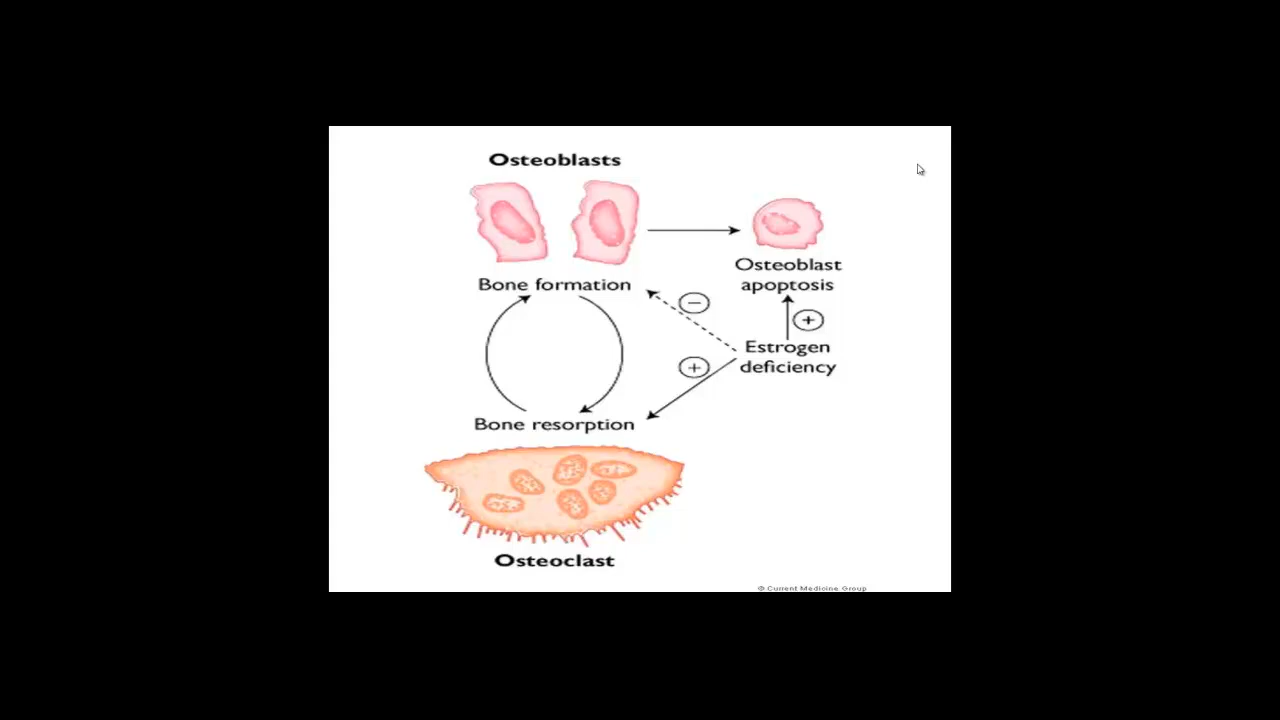 Osteoblasts
Bone formation
Osteoblast
apoptosis
−
+
Estrogen
deficiency
+
Bone resorption
Osteoclast
© Current Medicine Group